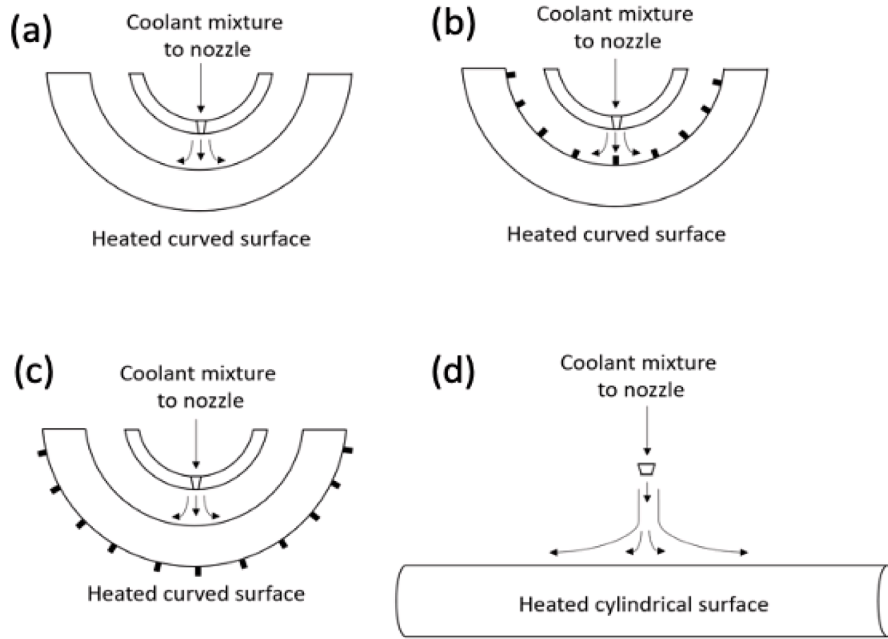 (a)
Coolant mixture
to nozzle
Heated curved surface
(b)
Coolant mixture
to nozzle
Heated curved surface
(c)
Coolant mixture
to nozzle
Heated curved surface
(d)
Coolant mixture
to nozzle
Heated cylindrical surface